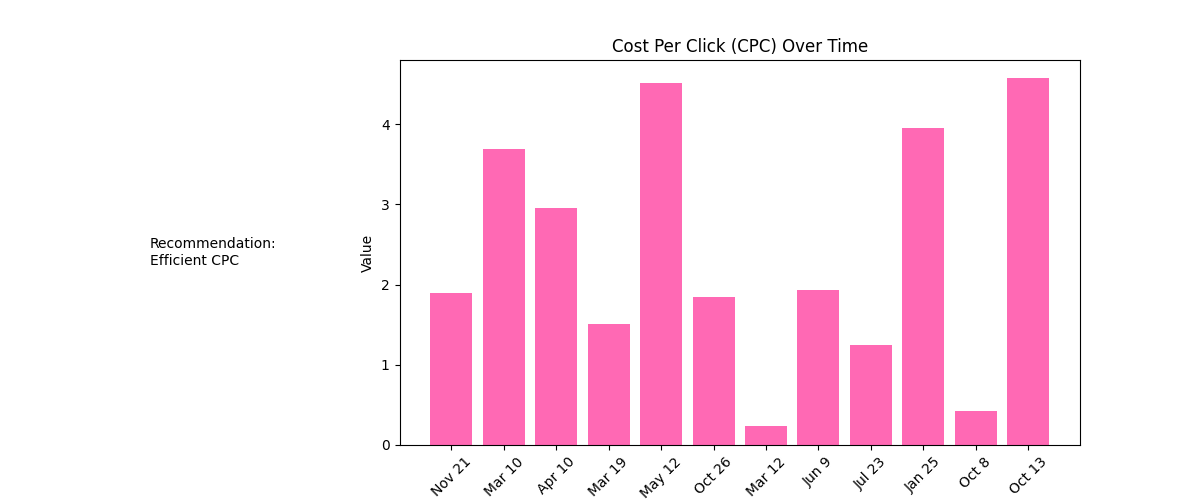 Cost Per Click (CPC) Over Time
Recommendation:
Efficient CPC
Value
4
3
2
1
0
Nov 21
Mar 10
Apr 10
Mar 19
May 12
Oct 26
Mar 12
Jun 9
Jul 23
Jan 25
Oct 8
Oct 13